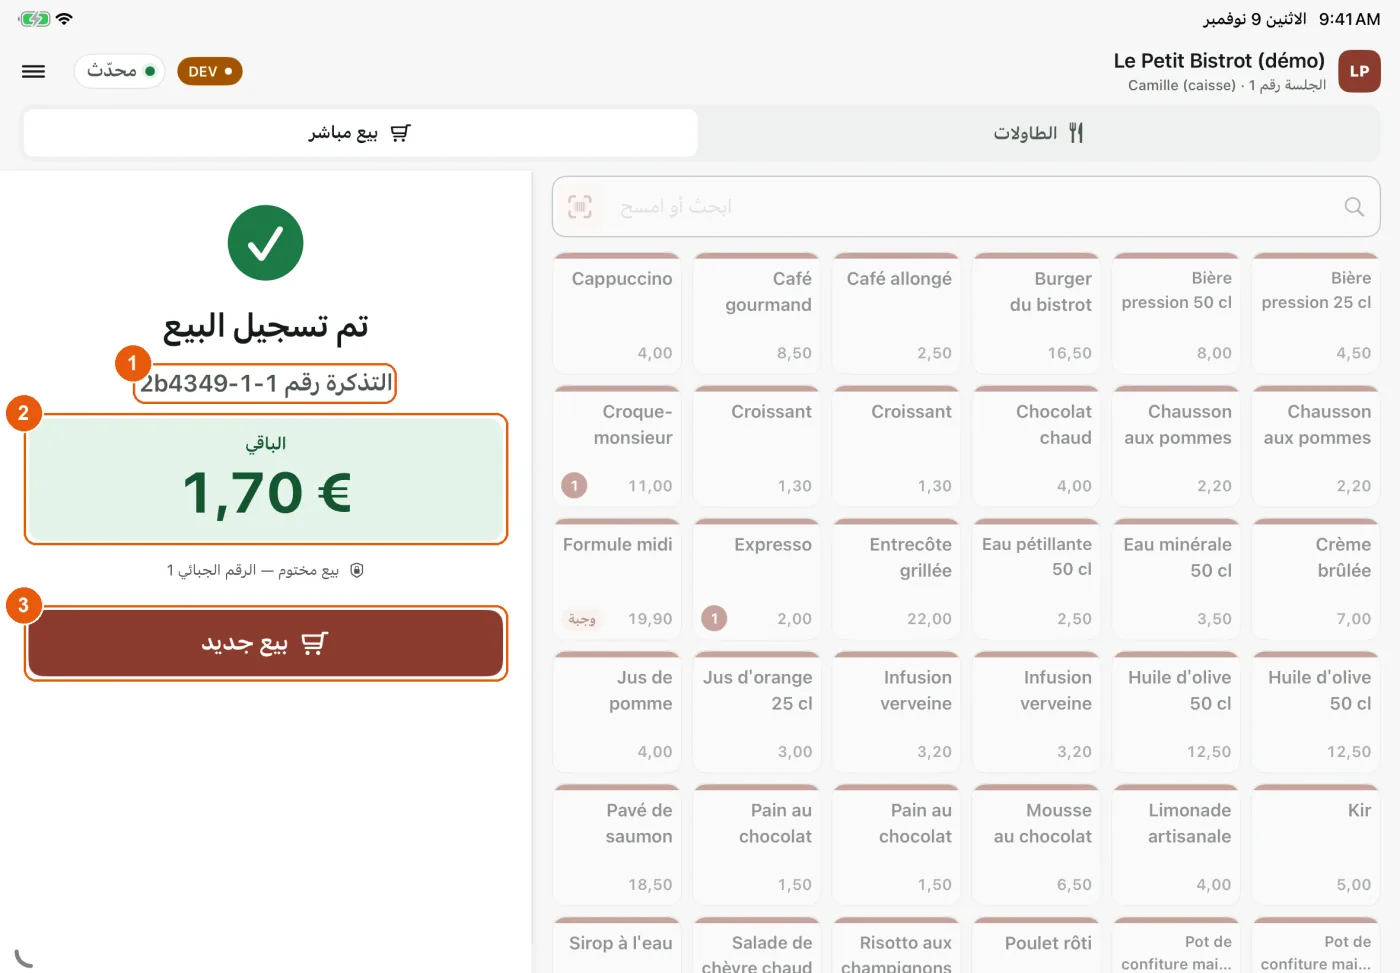 9:41AM الاثنين 9 نوفمبر
LP
Le Petit Bistrot (démo)
Camille (caisse) · الجلسة رقم 1
DEV
محدّث
الطاولات
بيع مباشر
ابحث أو امسح
Bière pression 25 cl
4,50
Bière pression 50 cl
8,00
Burger du bistrot
16,50
Café allongé
2,50
Café gourmand
8,50
Cappuccino
4,00
Chausson aux pommes
2,20
Chausson aux pommes
2,20
Chocolat chaud
4,00
Croissant
1,30
Croissant
1,30
Croque-monsieur
11,00
1
Crème brûlée
7,00
Eau minérale 50 cl
3,50
Eau pétillante 50 cl
2,50
Entrecôte grillée
22,00
Expresso
2,00
1
Formule midi
19,90
وجبة
Huile d'olive 50 cl
12,50
Huile d'olive 50 cl
12,50
Infusion verveine
3,20
Infusion verveine
3,20
Jus d'orange 25 cl
3,00
Jus de pomme
4,00
Kir
5,00
Limonade artisanale
4,00
Mousse au chocolat
6,50
Pain au chocolat
1,50
Pain au chocolat
1,50
Pavé de saumon
18,50
Pot de confiture mai...
Pot de confiture mai...
Poulet rôti
Risotto aux champignons
Salade de chèvre chaud
Sirop à l'eau
تم تسجيل البيع
1
التذكرة رقم 2b4349-1-1
2
الباقي
1,70 €
بيع مختوم — الرقم الجبائي 1
3
بيع جديد